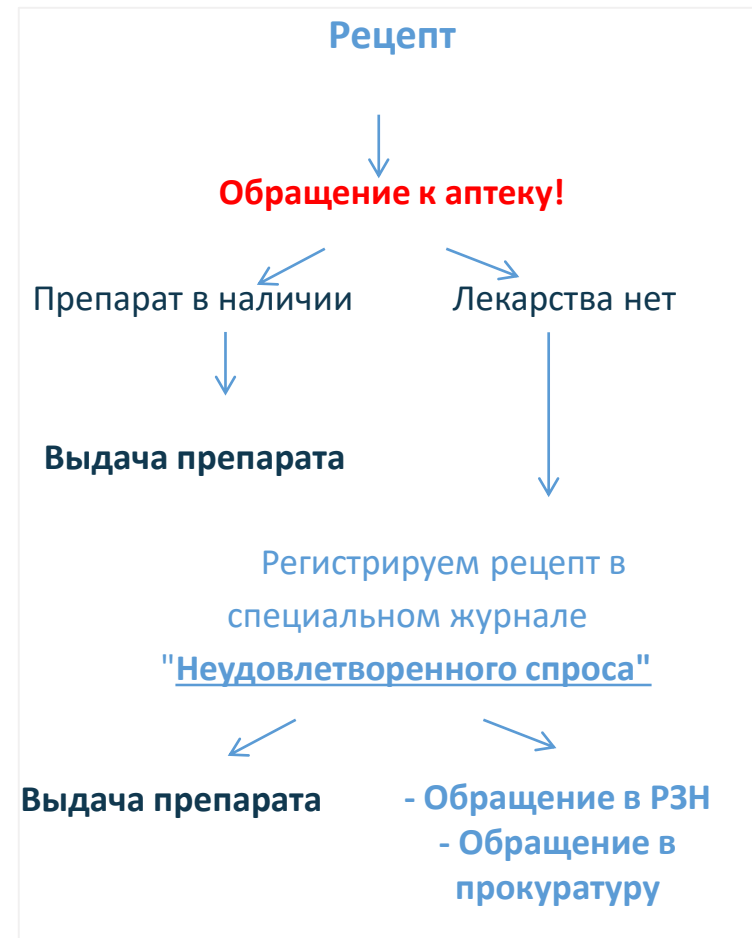 Рецепт
Обращение к аптеку!
Препарат в наличии
Лекарства нет
Выдача препарата
Регистрируем рецепт в
специальном журнале
"Неудовлетворенного спроса"
Выдача препарата
- Обращение в РЗН
- Обращение в
прокуратуру